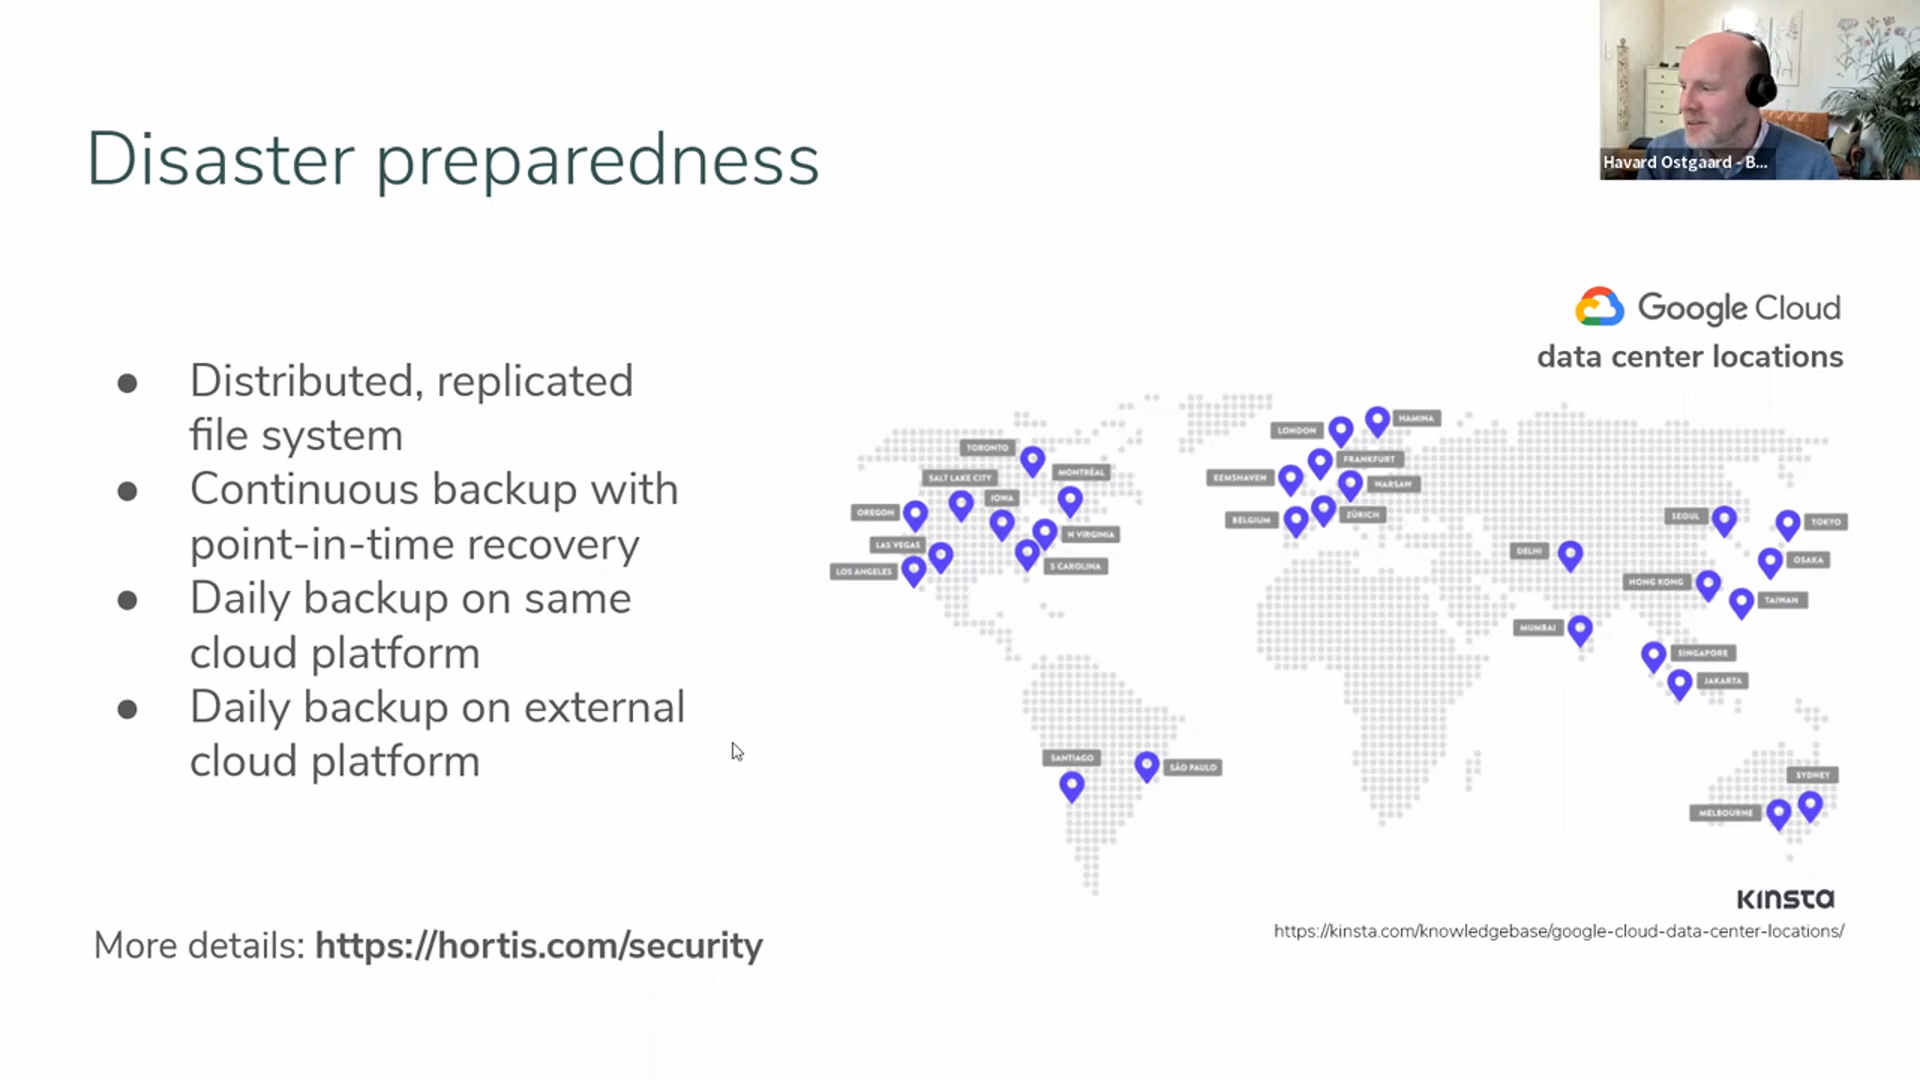 Havard Ostgaard - B...
Disaster preparedness
Google Cloud
data center locations
● Distributed, replicated
file system
● Continuous backup with
point-in-time recovery
● Daily backup on same
cloud platform
● Daily backup on external
cloud platform
TORONTO
SALT LAKE CITY
MONTRÉAL
IOWA
OREGON
N VIRGINIA
LAS VEGAS
S CAROLINA
LOS ANGELES
SANTIAGO
SÃO PAULO
HAMINA
LONDON
FRANKFURT
EEMSHAVEN
WARSAW
BELGIUM
ZÜRICH
SEOUL
TOKYO
DELHI
OSAKA
HONG KONG
TAIWAN
MUMBAI
SINGAPORE
JAKARTA
SYDNEY
MELBOURNE
KINSTA
https://kinsta.com/knowledgebase/google-cloud-data-center-locations/
More details: https://hortis.com/security